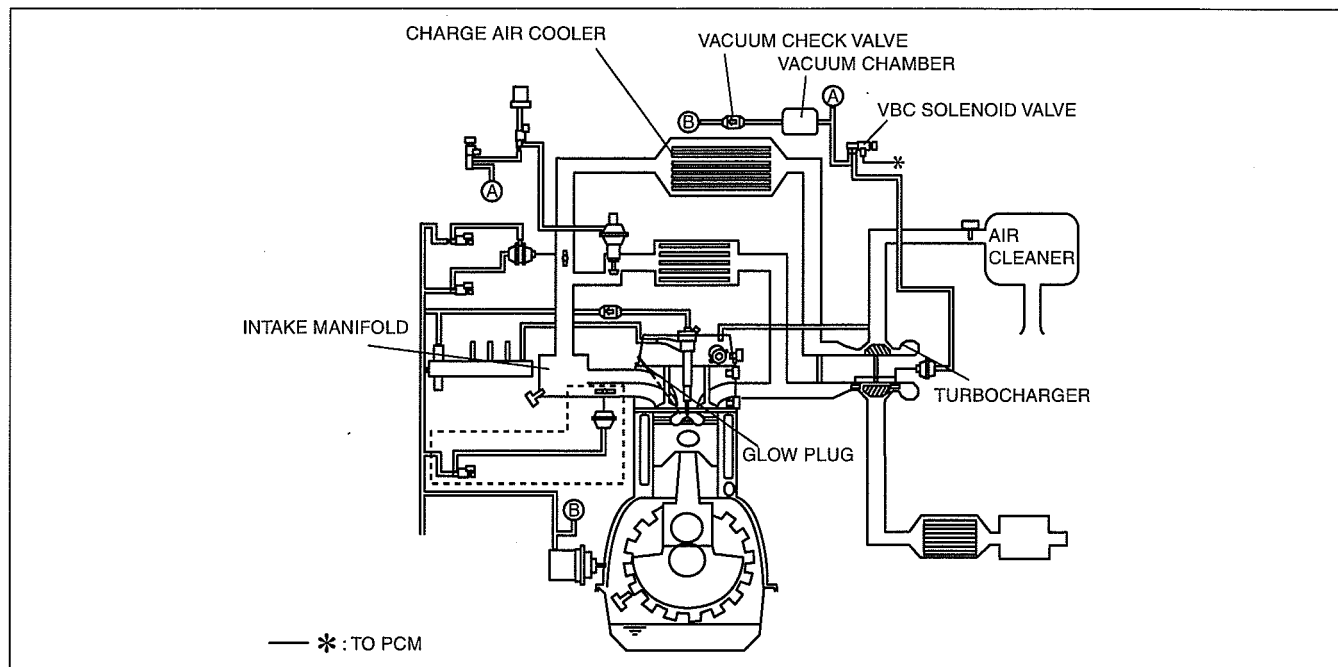 CHARGE AIR COOLER
VACUUM CHECK VALVE
VACUUM CHAMBER
A
B
VBC SOLENOID VALVE
*
A
AIR
CLEANER
INTAKE MANIFOLD
TURBOCHARGER
GLOW PLUG
B
* : TO PCM